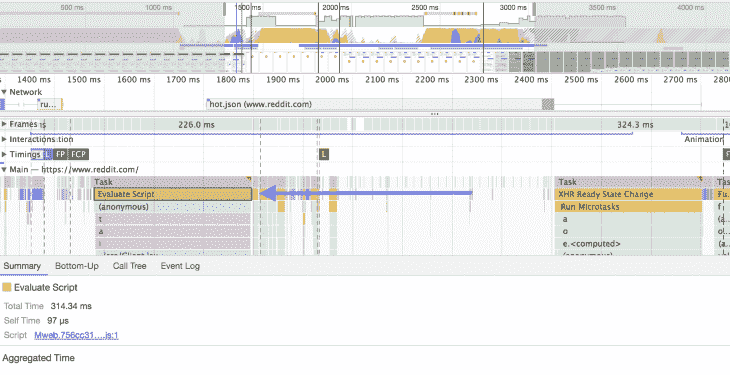 500 ms 1000 ms 1500 ms 2000 ms 2500 ms 3000 ms 3500 ms 4000 ms
1400 ms 1500 ms 1600 ms 1700 ms 1800 ms 1900 ms 2000 ms 2100 ms 2200 ms 2300 ms 2400 ms 2500 ms 2600 ms 2700 ms
Network
ru... hot.json (www.reddit.com)
Frames 226.0 ms 324.3 ms
Interactions Animation
Timings L FP FCP L F
Main — https://www.reddit.com/
Task Task T...
Evaluate Script XHR Ready State Change Fu...
(anonymous) Run Microtasks
t a
a o
i e.<computed> (a...
(anonymous)
Summary Bottom-Up Call Tree Event Log
Evaluate Script
Total Time 314.34 ms
Self Time 97 μs
Script Mweb.756cc31....js:1
Aggregated Time